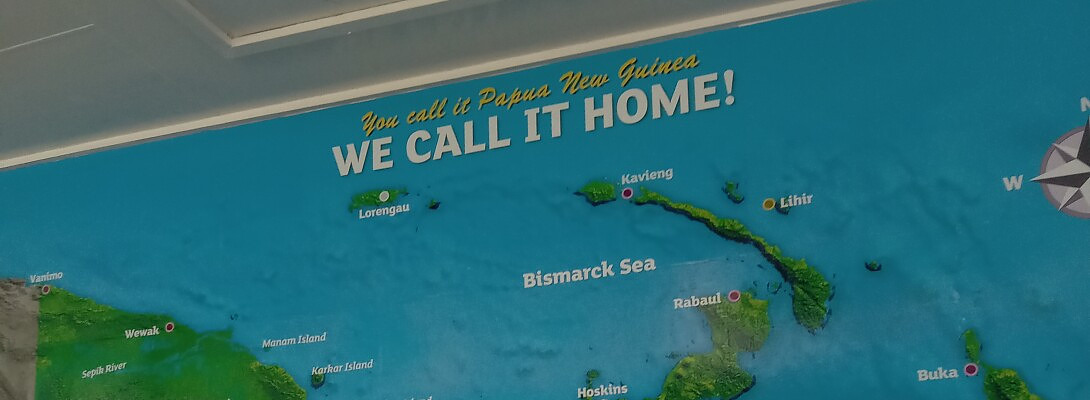 You call it Papua New Guinea
WE CALL IT HOME!
Kavieng
Lorengau
Lihir
W
Bismarck Sea
Vanimo
Rabaul
Wewak
Manam Island
Sepik River
Karkar Island
Buka
Hoskins